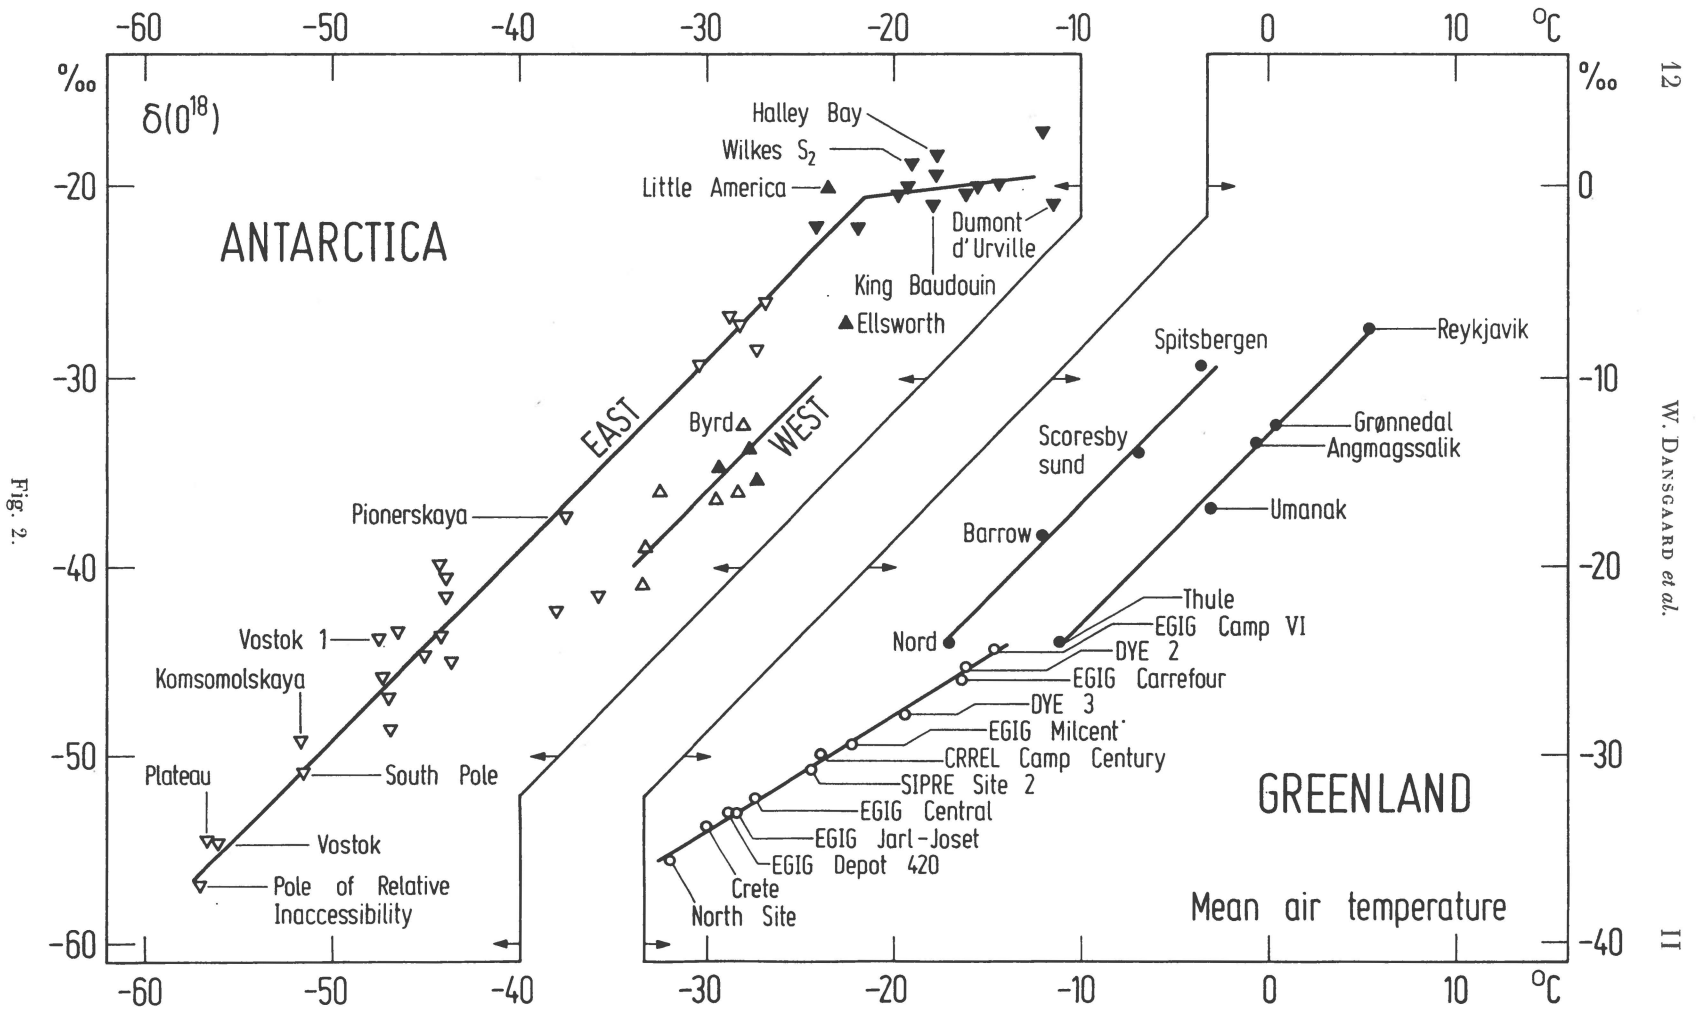 -60 -50 -40 -30 -20 -10 0 10 °C
‰
‰
δ(O¹⁸)
ANTARCTICA
Halley Bay
Wilkes S₂
Little America
Dumont
d'Urville
King Baudouin
Ellsworth
-20
-30
-40
-50
-60
0
-10
-20
-30
-40
EAST
WEST
Byrd
Pionerskaya
Vostok 1
Komsomolskaya
Plateau
South Pole
Vostok
Pole of Relative
Inaccessibility
Spitsbergen
Reykjavik
Scoresby
sund
Grønnedal
Angmagssalik
Barrow
Umanak
Nord
Thule
EGIG Camp VI
DYE 2
EGIG Carrefour
DYE 3
EGIG Milcent
CRREL Camp Century
SIPRE Site 2
EGIG Central
EGIG Jarl-Joset
EGIG Depot 420
Crete
North Site
GREENLAND
Mean air temperature
-60 -50 -40 -30 -20 -10 0 10 °C
Fig. 2.
12
W. Dansgaard et al.
II